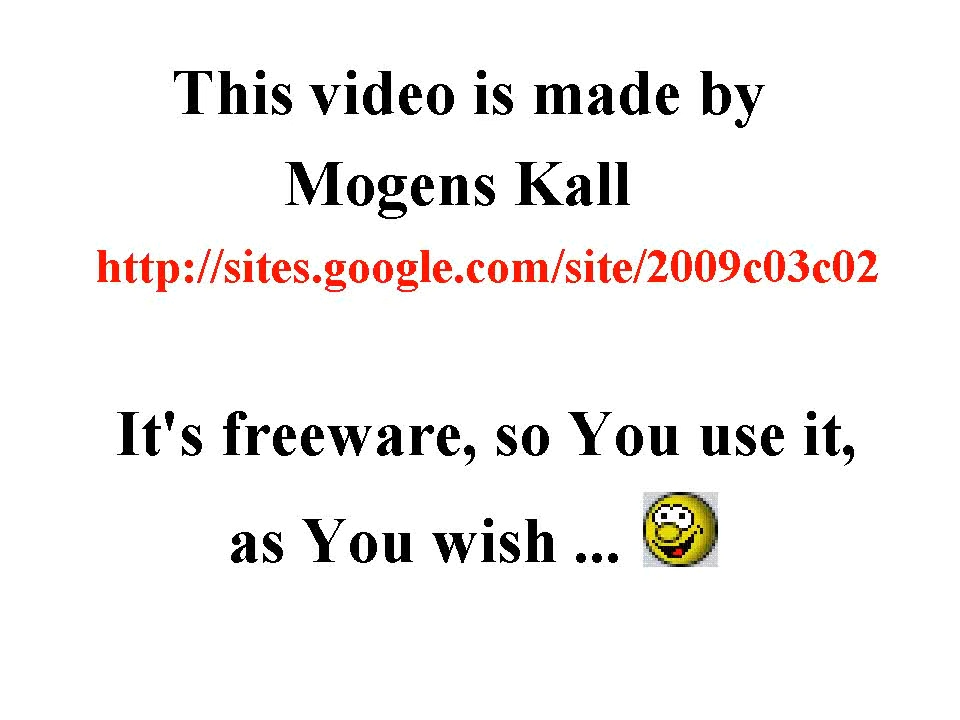 This video is made by
Mogens Kall
http://sites.google.com/site/2009c03c02
It's freeware, so You use it,
as You wish ...